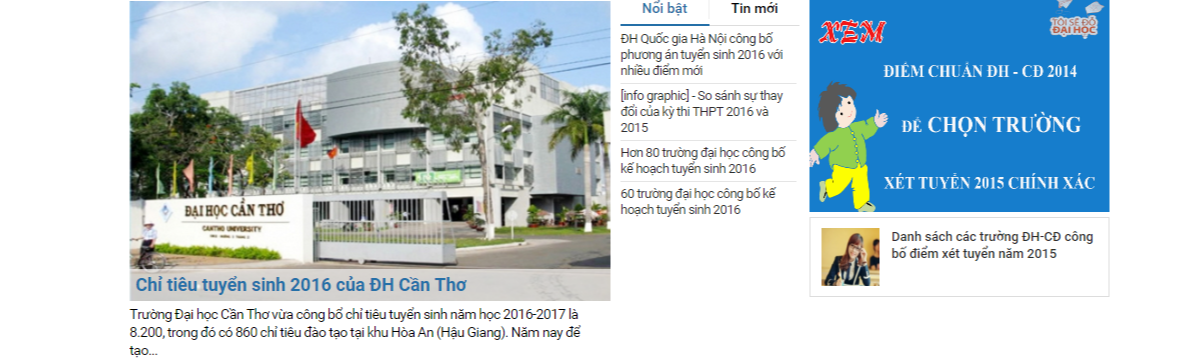 ĐẠI HỌC CẦN THƠ
CANTHO UNIVERSITY
Chỉ tiêu tuyển sinh 2016 của ĐH Cần Thơ
Trường Đại học Cần Thơ vừa công bố chỉ tiêu tuyển sinh năm học 2016-2017 là
8.200, trong đó có 860 chỉ tiêu đào tạo tại khu Hòa An (Hậu Giang). Năm nay để
tạo...
Nổi bật
Tin mới
ĐH Quốc gia Hà Nội công bố
phương án tuyển sinh 2016 với
nhiều điểm mới
[info graphic] - So sánh sự thay
đổi của kỳ thi THPT 2016 và
2015
Hơn 80 trường đại học công bố
kế hoạch tuyển sinh 2016
60 trường đại học công bố kế
hoạch tuyển sinh 2016
XEM
TÔI SẼ ĐỖ
ĐẠI HỌC
ĐIỂM CHUẨN ĐH - CĐ 2014
ĐỂ CHỌN TRƯỜNG
XÉT TUYỂN 2015 CHÍNH XÁC
Danh sách các trường ĐH-CĐ công
bố điểm xét tuyển năm 2015